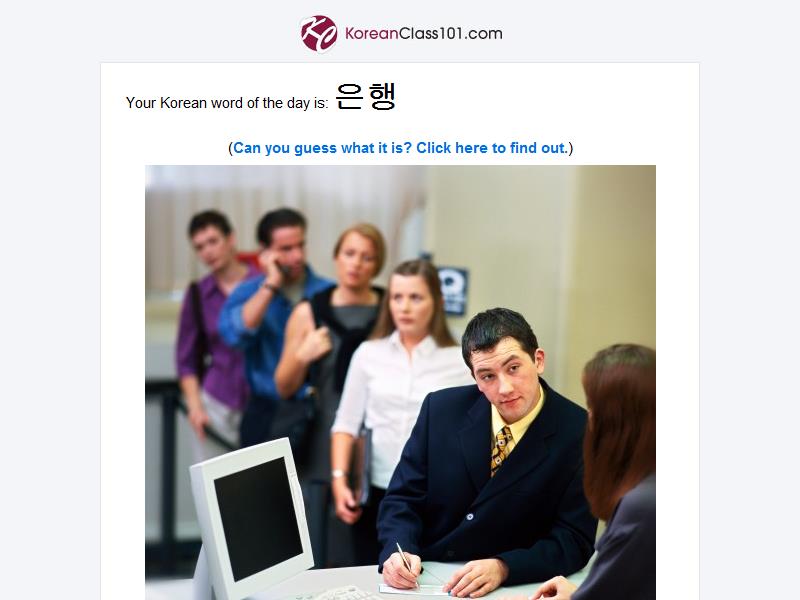 KC KoreanClass101.com
Your Korean word of the day is: 은행
(Can you guess what it is? Click here to find out.)